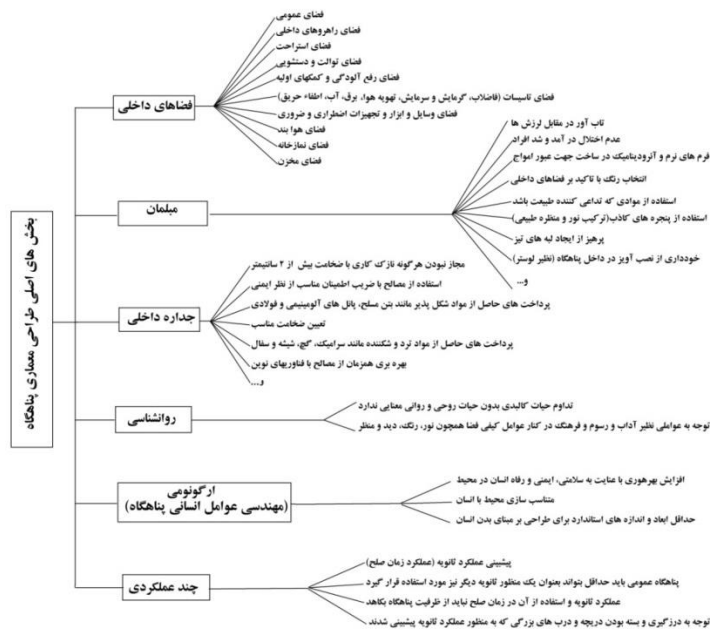 بخش های اصلی طراحی معماری پناهگاه
فضاهای داخلی
فضای عمومی
فضای راهروهای داخلی
فضای استراحت
فضای توالت و دستشویی
فضای رفع آلودگی و کمکهای اولیه
فضای تاسیسات (فاضلاب، گرمایش و سرمایش، تهویه هوا، برق، آب، اطفاء حریق)
فضای وسایل و ابزار و تجهیزات اضطراری و ضروری
فضای هوا بند
فضای نمازخانه
فضای مخزن
مبلمان
تاب آور در مقابل لرزش ها
عدم اختلال در آمد و شد افراد
فرم های نرم و آئرودینامیک در ساخت جهت عبور امواج
انتخاب رنگ با تاکید بر فضاهای داخلی
استفاده از موادی که تداعی کننده طبیعت باشد
استفاده از پنجره های کاذب(ترکیب نور و منظره طبیعی)
پرهیز از ایجاد لبه های تیز
خودداری از نصب آویز در داخل پناهگاه (نظیر لوستر)
و...
جداره داخلی
مجاز نبودن هرگونه نازک کاری با ضخامت بیش از ۲ سانتیمتر
استفاده از مصالح با ضریب اطمینان مناسب از نظر ایمنی
پرداخت های حاصل از مواد شکل پذیر مانند بتن مسلح، پانل های آلومینیمی و فولادی
تعیین ضخامت مناسب
پرداخت های حاصل از مواد ترد و شکننده مانند سرامیک، گچ، شیشه و سفال
بهره بری همزمان از مصالح با فناوریهای نوین
و...
روانشناسی
تداوم حیات کالبدی بدون حیات روحی و روانی معنایی ندارد
توجه به عواملی نظیر آداب و رسوم و فرهنگ در کنار عوامل کیفی فضا همچون نور، رنگ، دید و منظر
ارگونومی
(مهندسی عوامل انسانی پناهگاه)
افزایش بهرهوری با عنایت به سلامتی، ایمنی و رفاه انسان در محیط
متناسب سازی محیط با انسان
حداقل ابعاد و اندازه های استاندارد برای طراحی بر مبنای بدن انسان
چند عملکردی
پیشبینی عملکرد ثانویه (عملکرد زمان صلح)
پناهگاه عمومی باید حداقل بتواند بعنوان یک منظور ثانویه دیگر نیز مورد استفاده قرار گیرد
عملکرد ثانویه و استفاده از آن در زمان صلح نباید از ظرفیت پناهگاه بکاهد
توجه به درزگیری و بسته بودن دریچه و درب های بزرگی که به منظور عملکرد ثانویه پیشبینی شدند